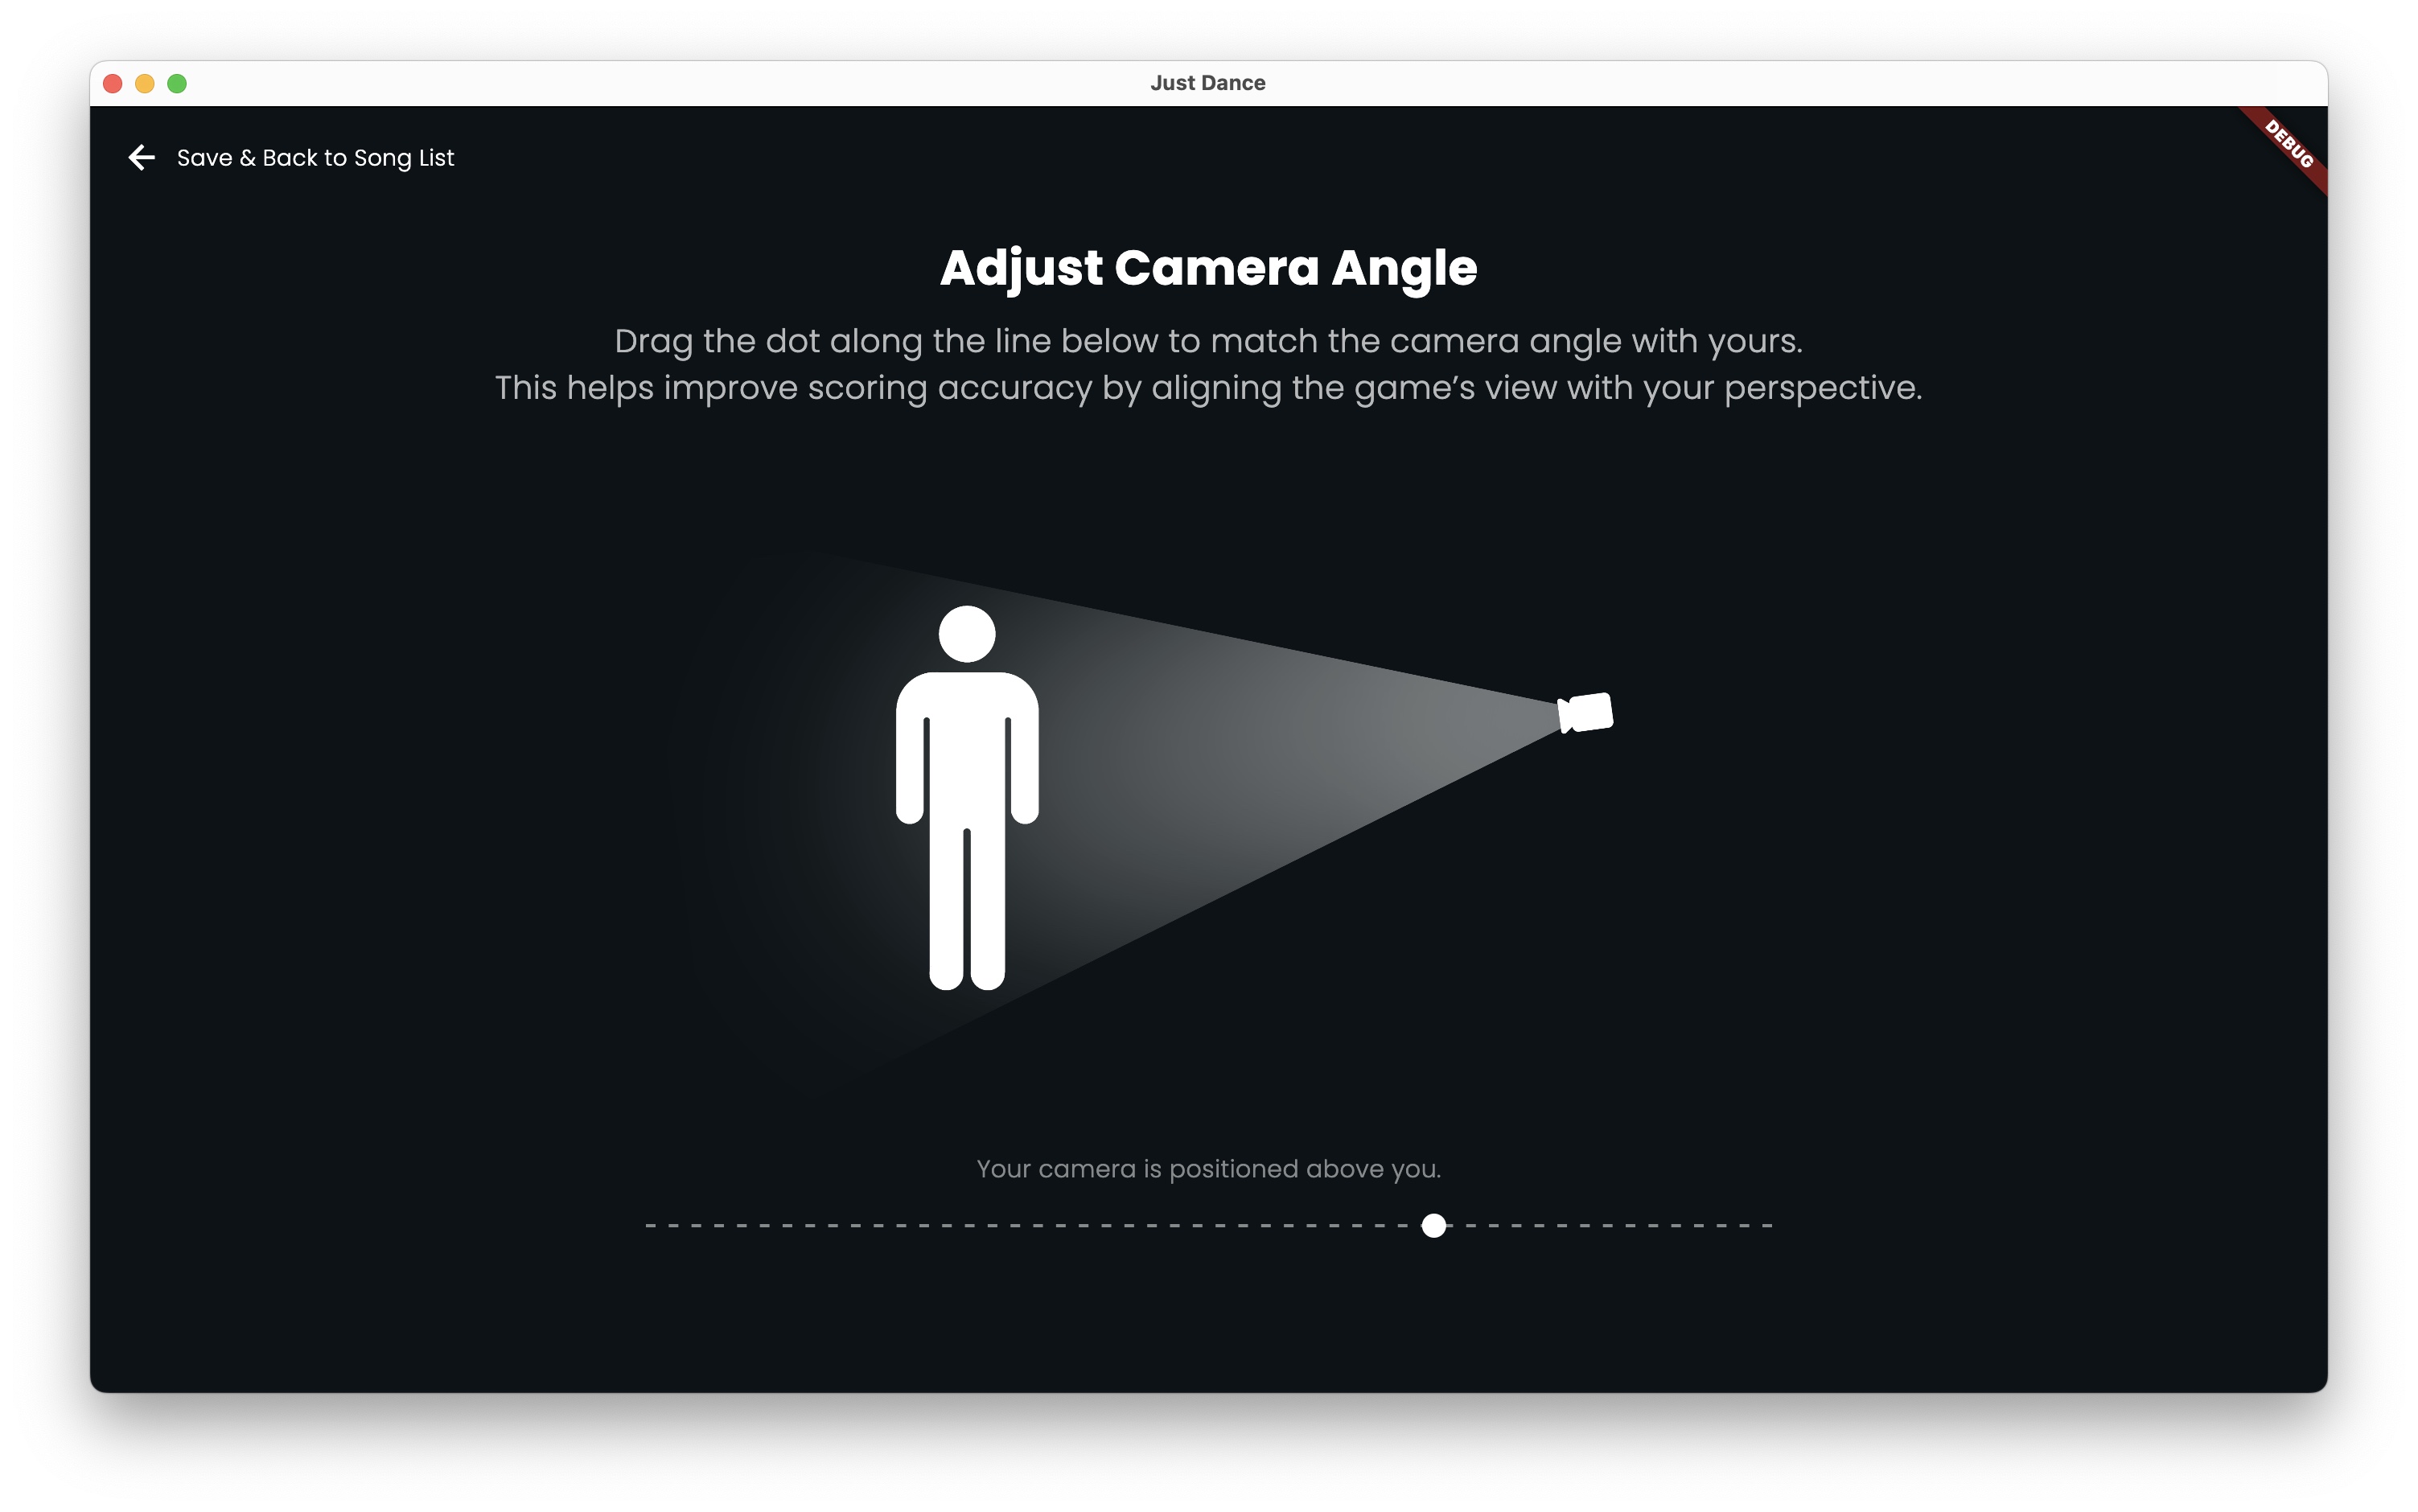 Just Dance
DEBUG
Save & Back to Song List
Adjust Camera Angle
Drag the dot along the line below to match the camera angle with yours.
This helps improve scoring accuracy by aligning the game’s view with your perspective.
Your camera is positioned above you.